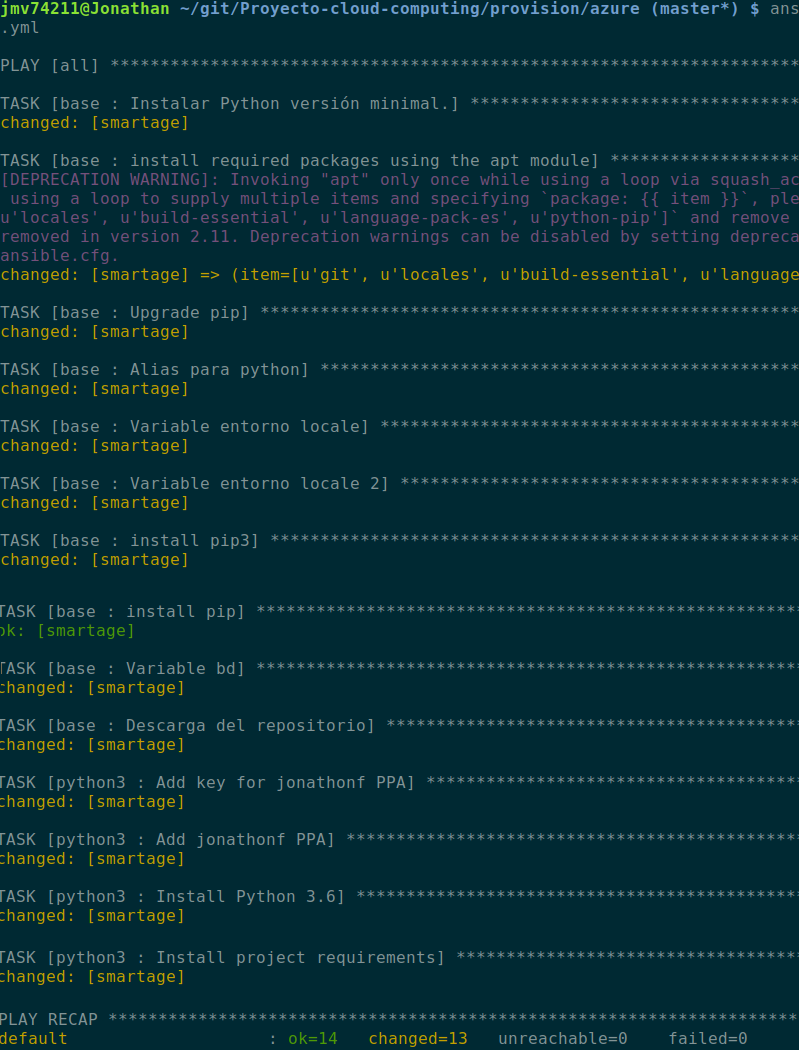 jmv74211@Jonathan ~/git/Proyecto-cloud-computing/provision/azure (master*) $ ans
.yml
PLAY [all] *********************************************************************
TASK [base : Instalar Python versión minimal.] *********************************
changed: [smartage]
TASK [base : install required packages using the apt module] *******************
[DEPRECATION WARNING]: Invoking "apt" only once while using a loop via squash_ac
using a loop to supply multiple items and specifying `package: {{ item }}`, ple
u'locales', u'build-essential', u'language-pack-es', u'python-pip']` and remove
removed in version 2.11. Deprecation warnings can be disabled by setting depreca
ansible.cfg.
changed: [smartage] => (item=[u'git', u'locales', u'build-essential', u'language
TASK [base : Upgrade pip] ******************************************************
changed: [smartage]
TASK [base : Alias para python] ************************************************
changed: [smartage]
TASK [base : Variable entorno locale] ******************************************
changed: [smartage]
TASK [base : Variable entorno locale 2] ****************************************
changed: [smartage]
TASK [base : install pip3] *****************************************************
changed: [smartage]
TASK [base : install pip] ******************************************************
ok: [smartage]
TASK [base : Variable bd] ******************************************************
changed: [smartage]
TASK [base : Descarga del repositorio] *****************************************
changed: [smartage]
TASK [python3 : Add key for jonathonf PPA] *************************************
changed: [smartage]
TASK [python3 : Add jonathonf PPA] *********************************************
changed: [smartage]
TASK [python3 : Install Python 3.6] ********************************************
changed: [smartage]
TASK [python3 : Install project requirements] **********************************
changed: [smartage]
PLAY RECAP *********************************************************************
default : ok=14 changed=13 unreachable=0 failed=0